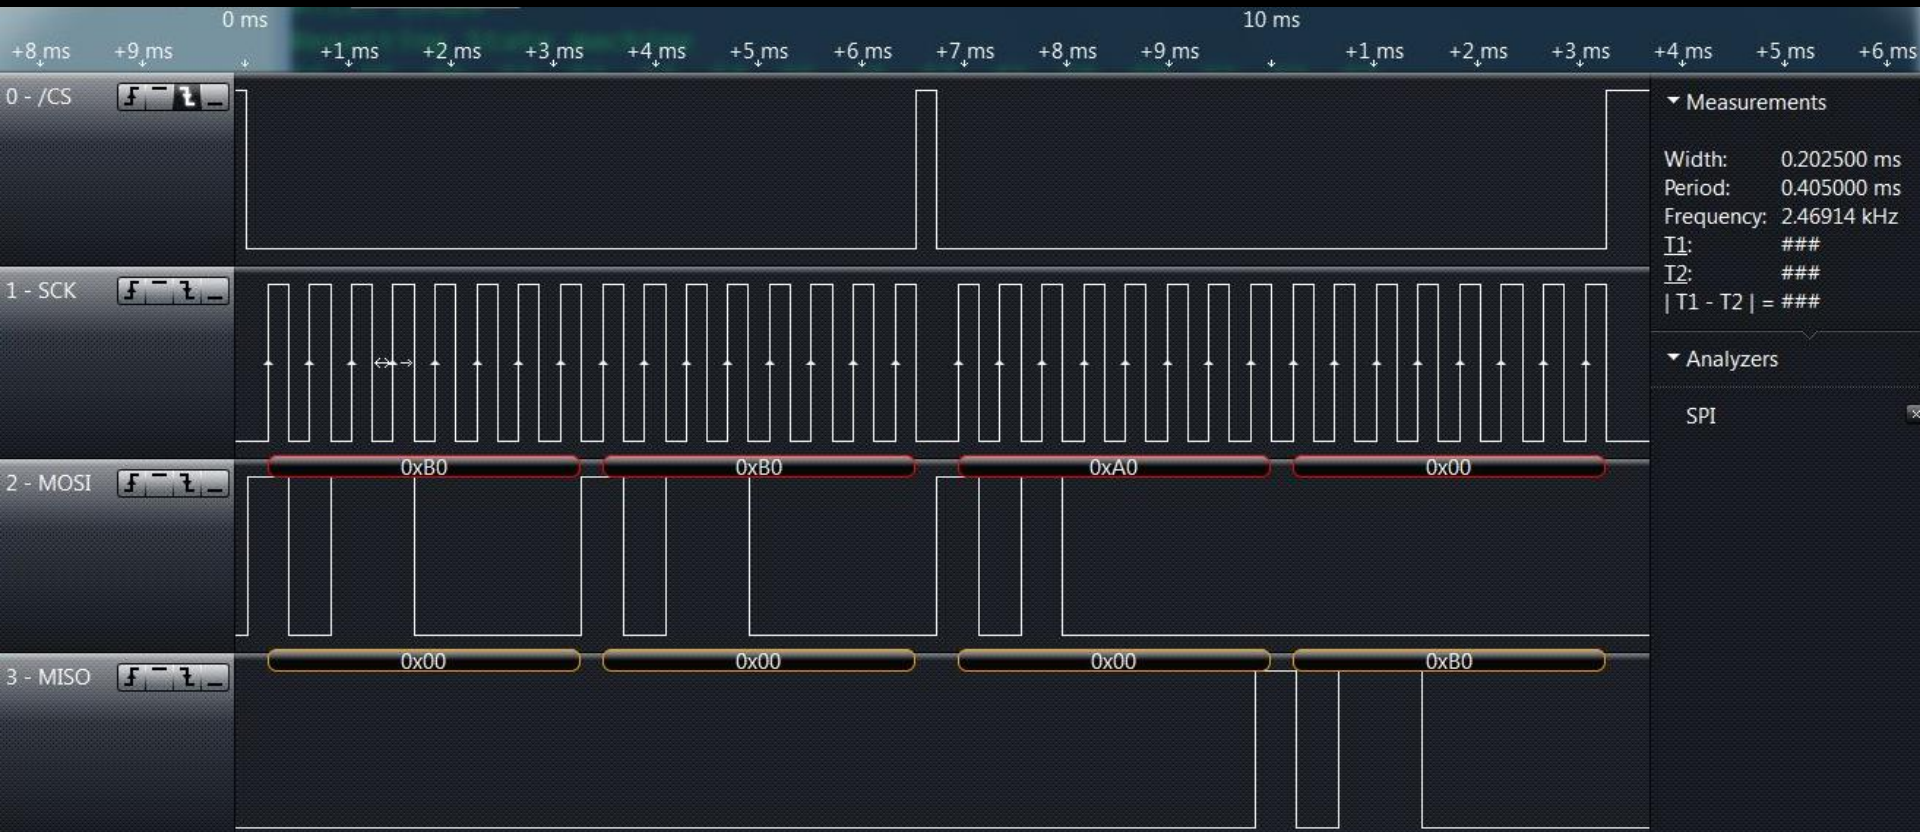 0 ms 10 ms
+8 ms +9 ms +1 ms +2 ms +3 ms +4 ms +5 ms +6 ms +7 ms +8 ms +9 ms +1 ms +2 ms +3 ms +4 ms +5 ms +6 ms
0 - /CS
Measurements
Width: 0.202500 ms
Period: 0.405000 ms
Frequency: 2.46914 kHz
T1: ###
T2: ###
| T1 - T2 | = ###
1 - SCK
Analyzers
SPI
0xB0 0xB0 0xA0 0x00
2 - MOSI
0x00 0x00 0x00 0xB0
3 - MISO